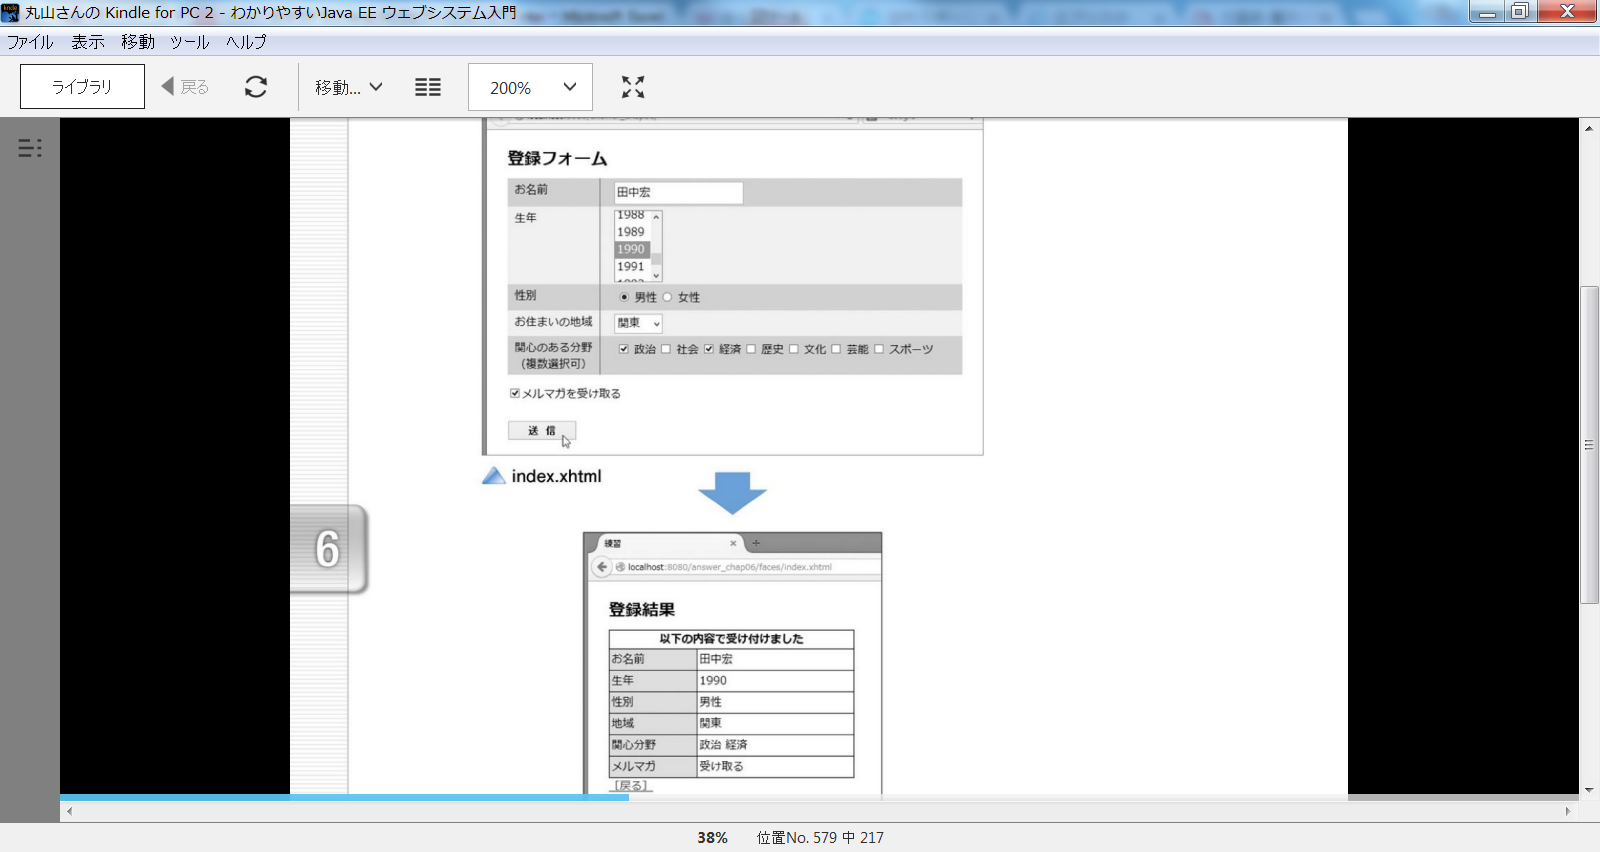 丸山さんの Kindle for PC 2 - わかりやすいJava EE ウェブシステム入門
ファイル 表示 移動 ツール ヘルプ
ライブラリ 戻る 移動... 200%
登録フォーム
お名前 田中宏
生年 1988
1989
1990
1991
性別 男性 女性
お住まいの地域 関東
関心のある分野 政治 社会 経済 歴史 文化 芸能 スポーツ
(複数選択可)
メルマガを受け取る
送 信
index.xhtml
6
練習
localhost:8080/answer_chap06/faces/index.xhtml
登録結果
以下の内容で受け付けました
お名前 田中宏
生年 1990
性別 男性
地域 関東
関心分野 政治 経済
メルマガ 受け取る
[戻る]
38% 位置No. 579 中 217